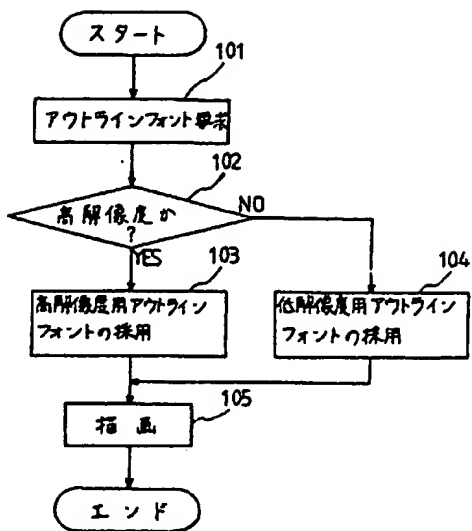 スタート
101
アウトラインフォント要求
102
高解像度か
?
NO
YES
103
104
高解像度用アウトライン
フォントの採用
低解像度用アウトライン
フォントの採用
105
描画
エンド